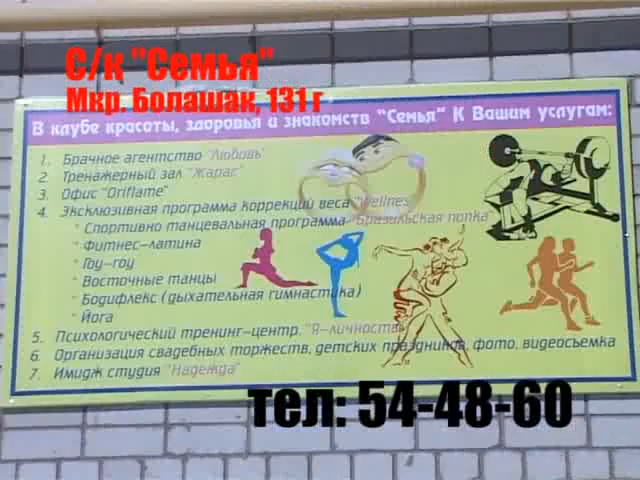 С/к "Семья"
Мкр. Болашак, 131 г
В клубе красоты, здоровья и знакомств "Семья" К Вашим услугам:
1. Брачное агентство "Любовь"
2. Тренажерный зал "Жарас"
3. Офис "Oriflame"
4. Эксклюзивная программа коррекций веса "Wellnes"
* Спортивно танцевальная программа "Бразильская попка"
* Фитнес-латина
* Гоу-гоу
* Восточные танцы
* Бодифлекс (дыхательная гимнастика)
* Йога
5. Психологический тренинг-центр, "Я-личность"
6. Организация свадебных торжеств, детских праздников, фото, видеосъемка
7. Имидж студия "Надежда"
тел: 54-48-60